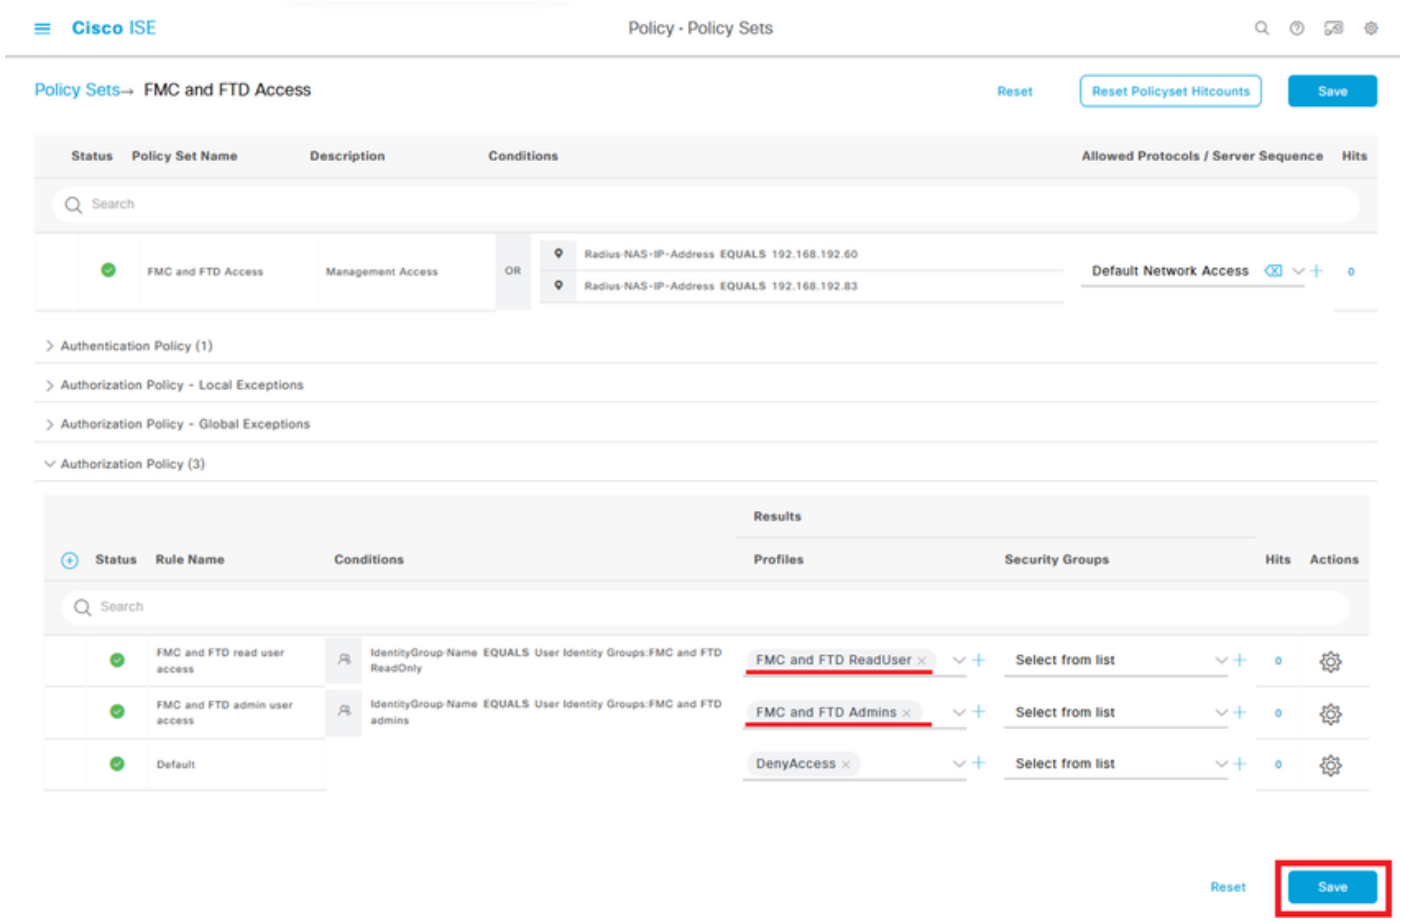 Cisco ISE
Policy · Policy Sets
Policy Sets→ FMC and FTD Access
Reset
Reset Policyset Hitcounts
Save
Status Policy Set Name Description Conditions Allowed Protocols / Server Sequence Hits
Search
FMC and FTD Access
Management Access
OR
Radius·NAS-IP-Address EQUALS 192.168.192.60
Radius·NAS-IP-Address EQUALS 192.168.192.83
Default Network Access
0
Authentication Policy (1)
Authorization Policy - Local Exceptions
Authorization Policy - Global Exceptions
Authorization Policy (3)
Results
Status Rule Name Conditions Profiles Security Groups Hits Actions
Search
FMC and FTD read user
access
IdentityGroup·Name EQUALS User Identity Groups:FMC and FTD
ReadOnly
FMC and FTD ReadUser
Select from list
0
FMC and FTD admin user
access
IdentityGroup·Name EQUALS User Identity Groups:FMC and FTD
admins
FMC and FTD Admins
Select from list
0
Default
DenyAccess
Select from list
0
Reset
Save